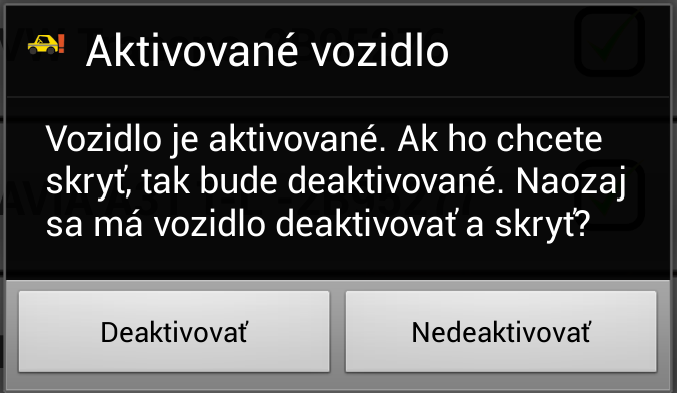 Aktivované vozidlo
Vozidlo je aktivované. Ak ho chcete
skryť, tak bude deaktivované. Naozaj
sa má vozidlo deaktivovať a skryť?
Deaktivovať
Nedeaktivovať